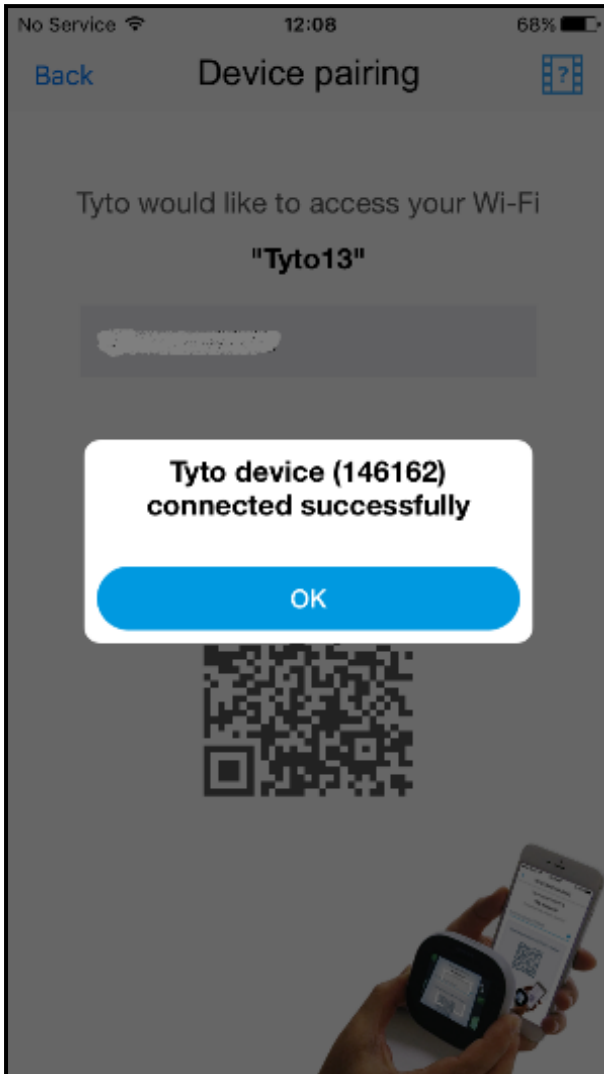 No Service 12:08 68%
Back Device pairing ?
Tyto would like to access your Wi-Fi
"Tyto13"
Tyto device (146162)
connected successfully
OK